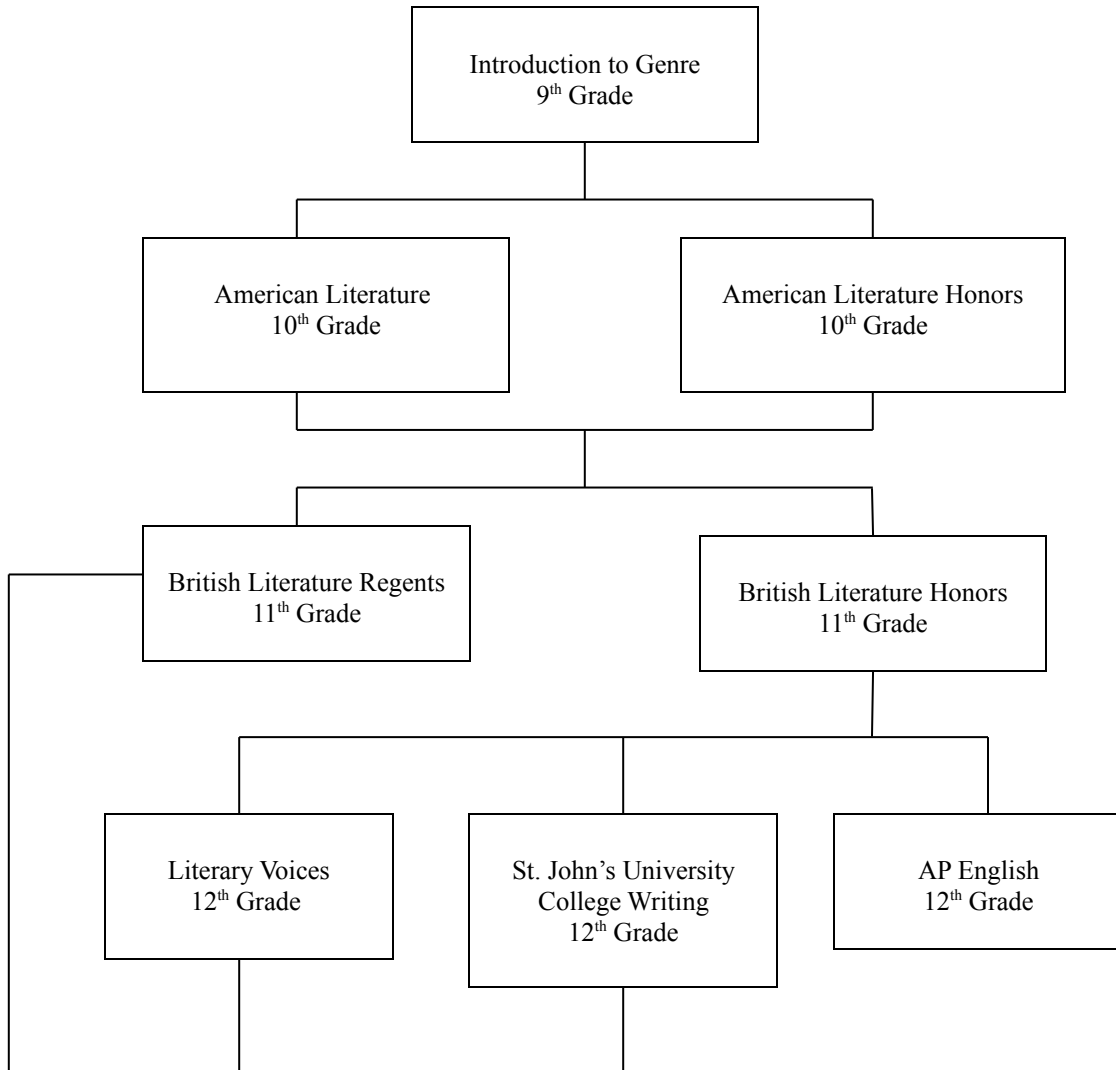 Introduction to Genre
9th Grade
American Literature
10th Grade
American Literature Honors
10th Grade
British Literature Regents
11th Grade
British Literature Honors
11th Grade
Literary Voices
12th Grade
St. John’s University
College Writing
12th Grade
AP English
12th Grade